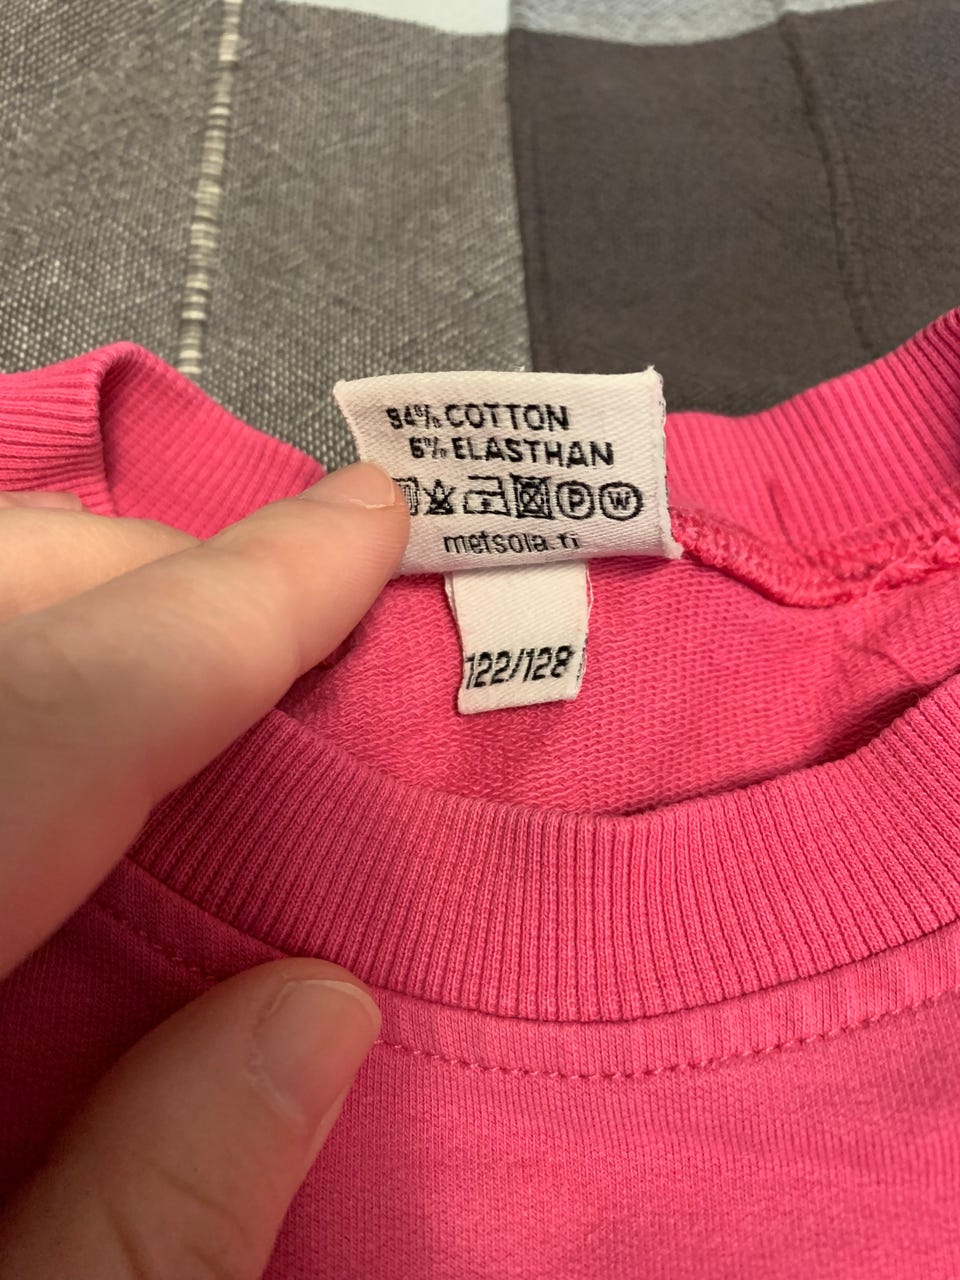 94% COTTON
6% ELASTHAN
P W
metsola.fi
122/128